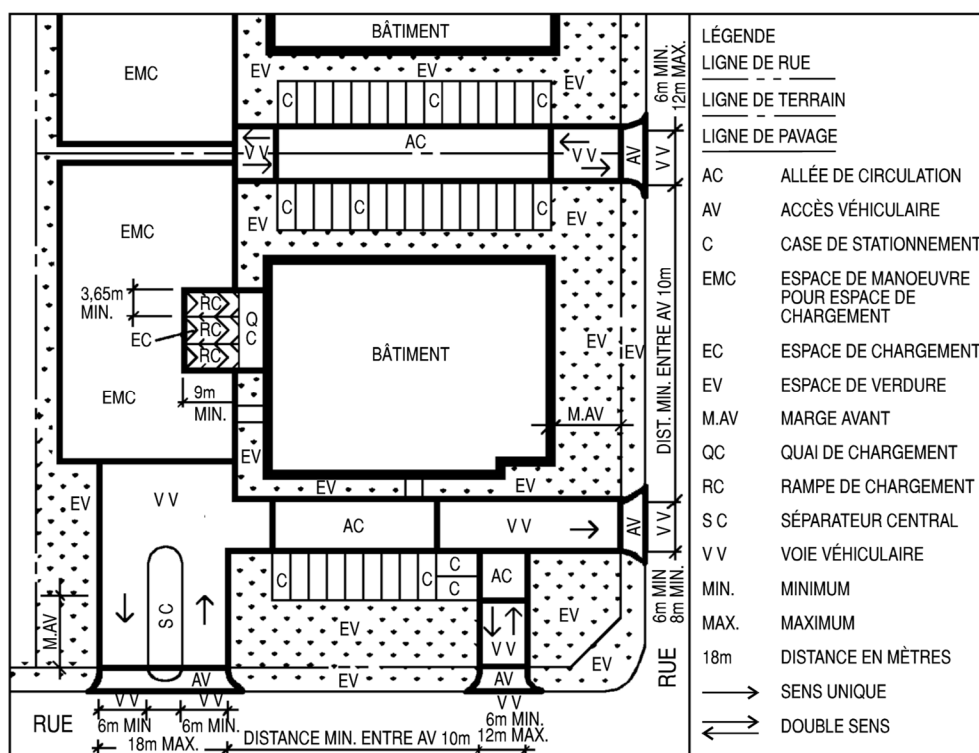 BÂTIMENT
EMC
EV
EV
EV
C
C
C
6m MIN.
12m MAX.
V V
AC
V V
AV
V V
C
C
C
EV
EMC
3,65m
MIN.
RC
RC
RC
EC
Q
C
BÂTIMENT
EV
EV
DIST. MIN. ENTRE AV 10m
EMC
9m
MIN.
M.AV
EV
EV
EV
EV
V V
AC
V V
AV
V V
C
C
C
C
AC
6m MIN
8m MIN.
M.AV
S C
EV
V V
EV
EV
AV
EV
AV
EV
RUE
V V
V V
6m MIN
6m MIN.
18m MAX.
DISTANCE MIN. ENTRE AV 10m
V V
6m MIN.
12m MAX.
RUE
LÉGENDE
LIGNE DE RUE
LIGNE DE TERRAIN
LIGNE DE PAVAGE
AC ALLÉE DE CIRCULATION
AV ACCÈS VÉHICULAIRE
C CASE DE STATIONNEMENT
EMC ESPACE DE MANOEUVRE
POUR ESPACE DE
CHARGEMENT
EC ESPACE DE CHARGEMENT
EV ESPACE DE VERDURE
M.AV MARGE AVANT
QC QUAI DE CHARGEMENT
RC RAMPE DE CHARGEMENT
S C SÉPARATEUR CENTRAL
V V VOIE VÉHICULAIRE
MIN. MINIMUM
MAX. MAXIMUM
18m DISTANCE EN MÈTRES
SENS UNIQUE
DOUBLE SENS